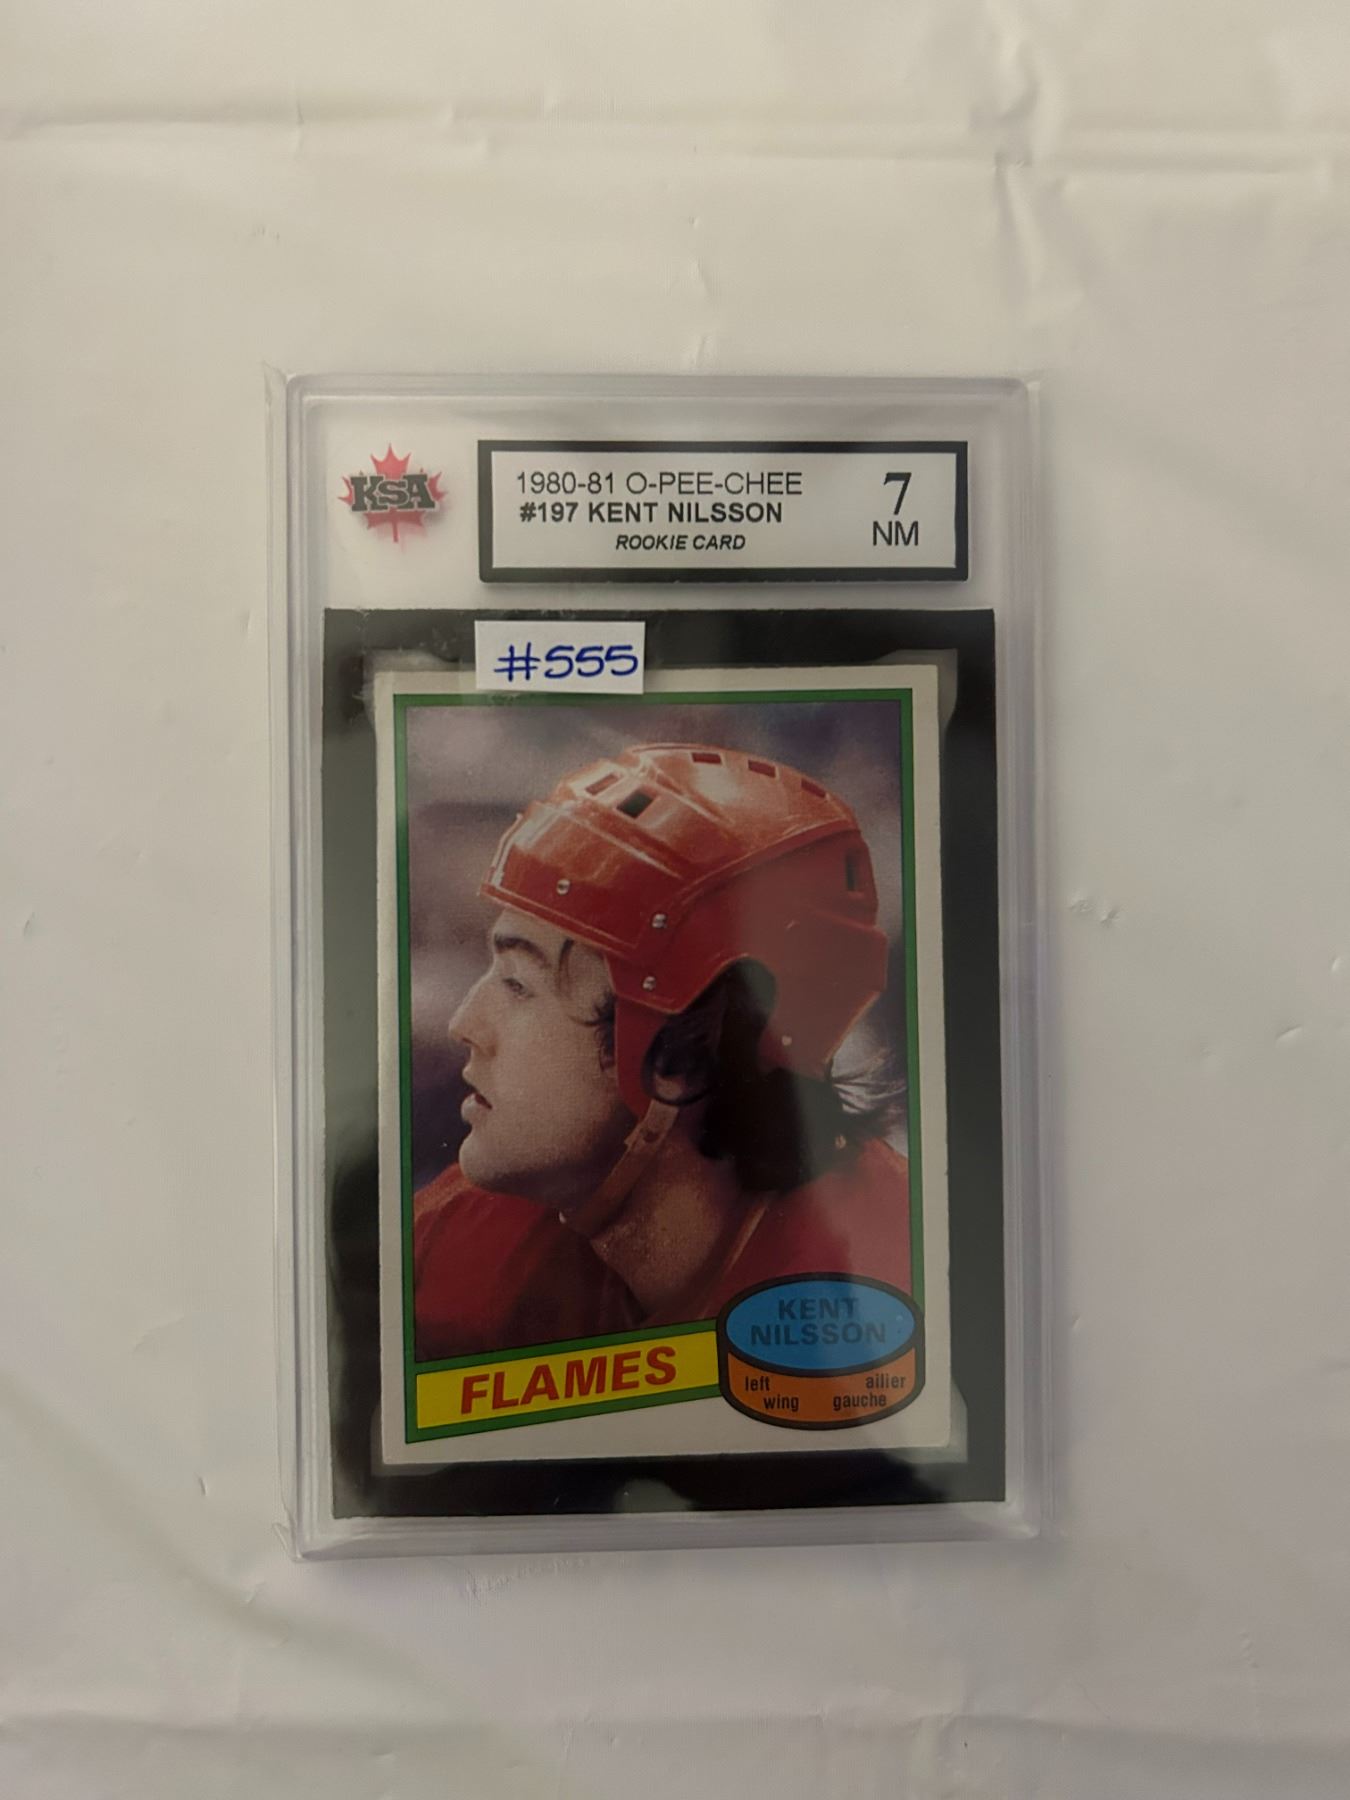 KSA
1980-81 O-PEE-CHEE
#197 KENT NILSSON
ROOKIE CARD
7
NM
#555
KENT
NILSSON
left
wing
ailier
gauche
FLAMES